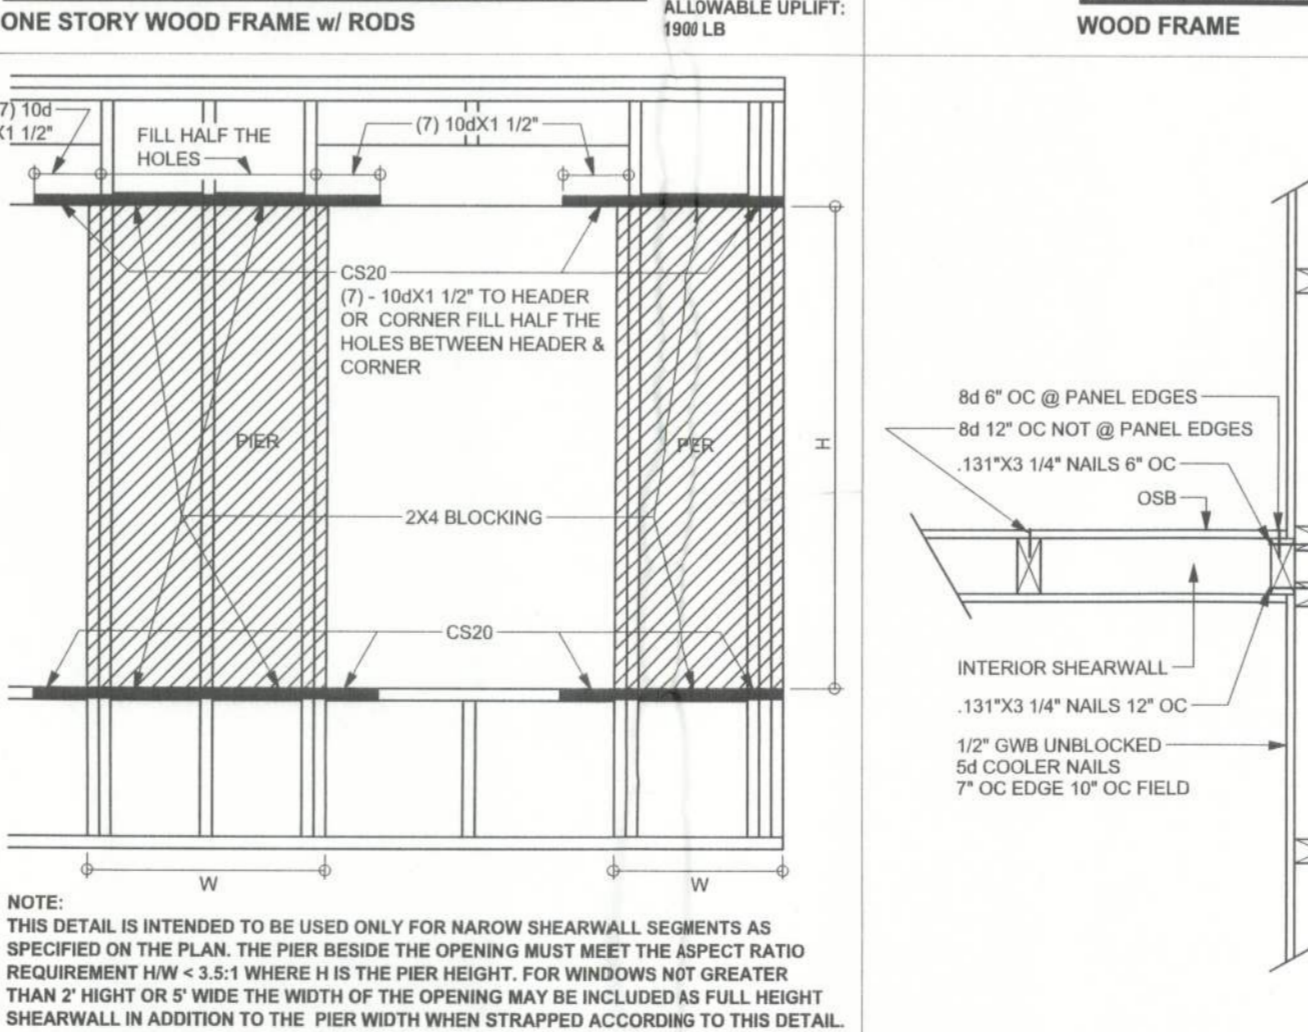 ONE STORY WOOD FRAME w/ RODS
ALLOWABLE UPLIFT:
1900 LB
WOOD FRAME
7) 10d
X1 1/2"
FILL HALF THE
HOLES
(7) 10dX1 1/2"
CS20
(7) - 10dX1 1/2" TO HEADER
OR CORNER FILL HALF THE
HOLES BETWEEN HEADER &
CORNER
PIER
PIER
H
2X4 BLOCKING
CS20
W
W
NOTE:
THIS DETAIL IS INTENDED TO BE USED ONLY FOR NAROW SHEARWALL SEGMENTS AS
SPECIFIED ON THE PLAN. THE PIER BESIDE THE OPENING MUST MEET THE ASPECT RATIO
REQUIREMENT H/W < 3.5:1 WHERE H IS THE PIER HEIGHT. FOR WINDOWS NOT GREATER
THAN 2' HIGHT OR 5' WIDE THE WIDTH OF THE OPENING MAY BE INCLUDED AS FULL HEIGHT
SHEARWALL IN ADDITION TO THE PIER WIDTH WHEN STRAPPED ACCORDING TO THIS DETAIL.
8d 6" OC @ PANEL EDGES
8d 12" OC NOT @ PANEL EDGES
.131"X3 1/4" NAILS 6" OC
OSB
INTERIOR SHEARWALL
.131"X3 1/4" NAILS 12" OC
1/2" GWB UNBLOCKED
5d COOLER NAILS
7" OC EDGE 10" OC FIELD